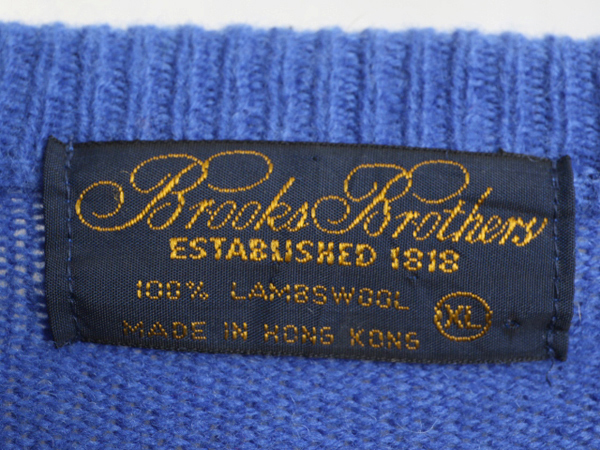 Brooks Brothers
ESTABLISHED 1818
100% LAMBSWOOL
MADE IN HONG KONG
XL